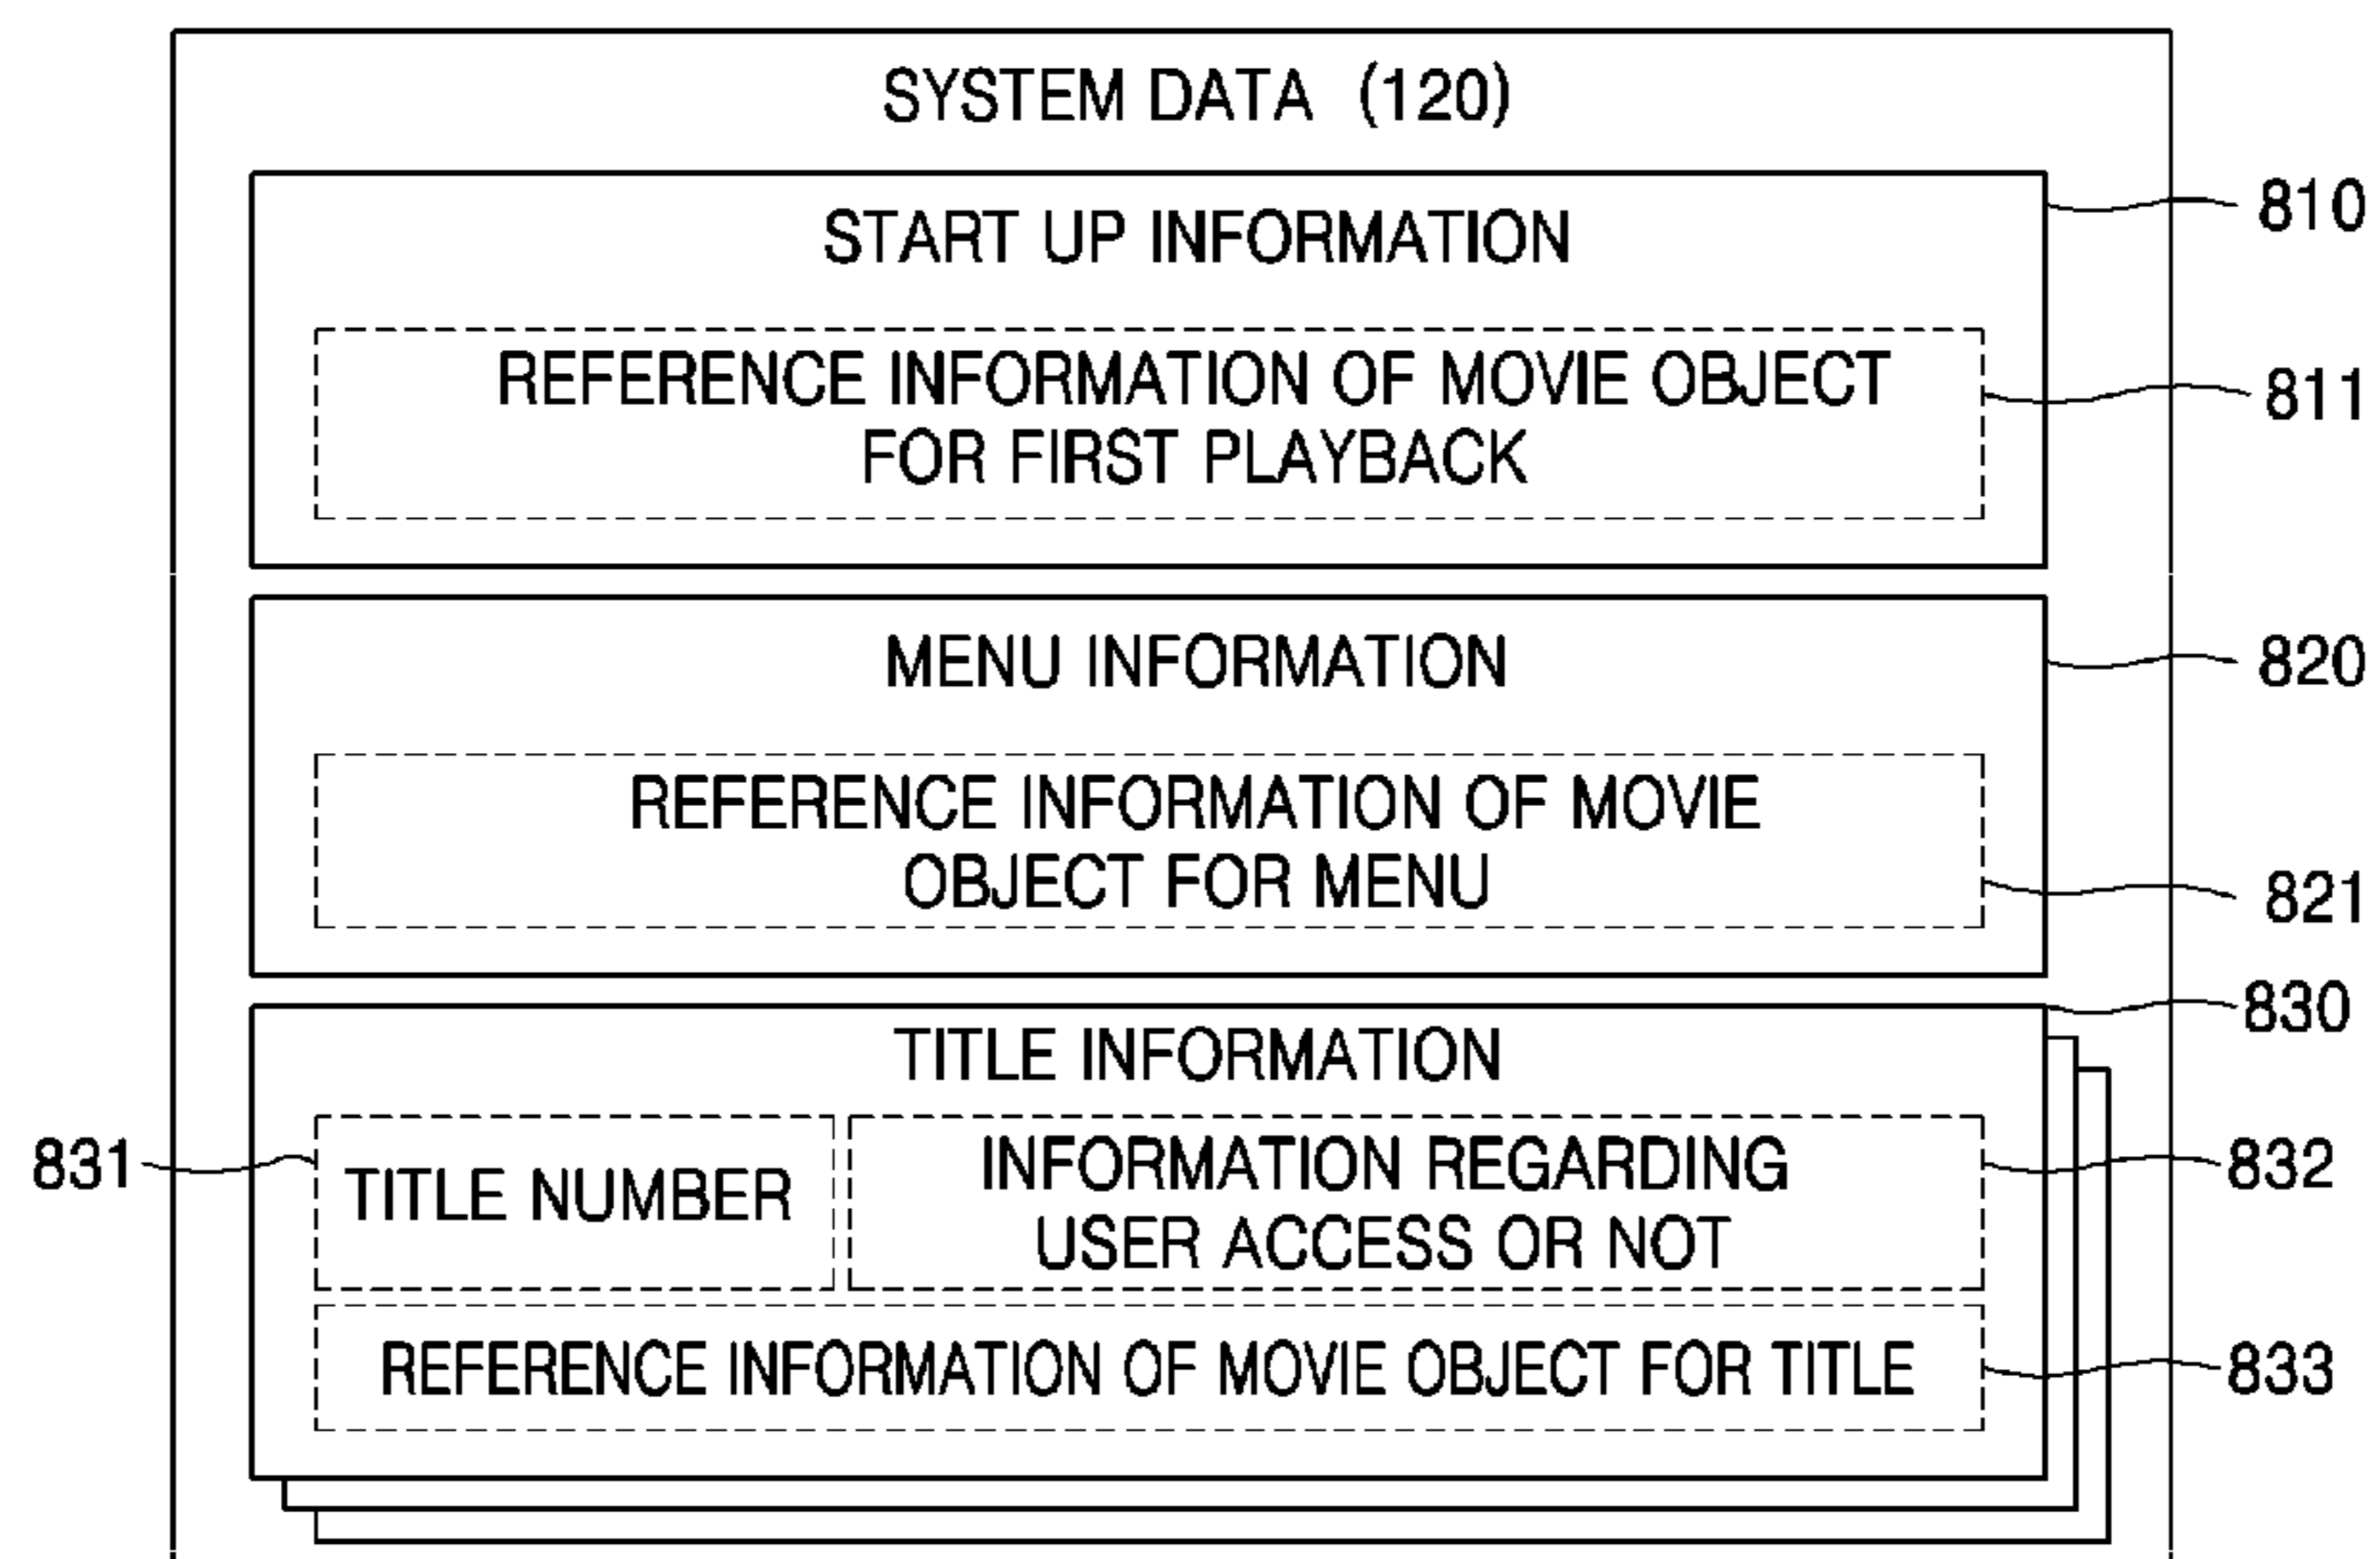 SYSTEM DATA (120)
START UP INFORMATION
810
REFERENCE INFORMATION OF MOVIE OBJECT
FOR FIRST PLAYBACK
811
MENU INFORMATION
820
REFERENCE INFORMATION OF MOVIE
OBJECT FOR MENU
821
830
TITLE INFORMATION
831
TITLE NUMBER
INFORMATION REGARDING
USER ACCESS OR NOT
832
REFERENCE INFORMATION OF MOVIE OBJECT FOR TITLE
833